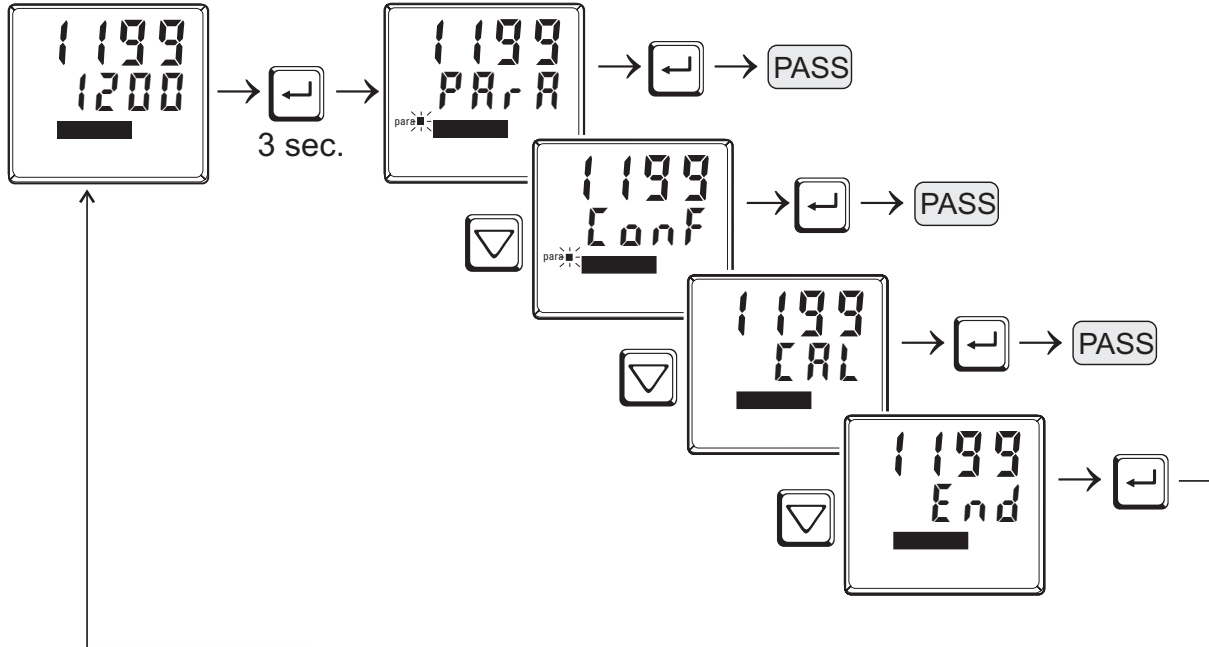 1199
1200
3 sec.
1199
PArA
para
PASS
1199
ConF
para
PASS
1199
CAL
PASS
1199
End